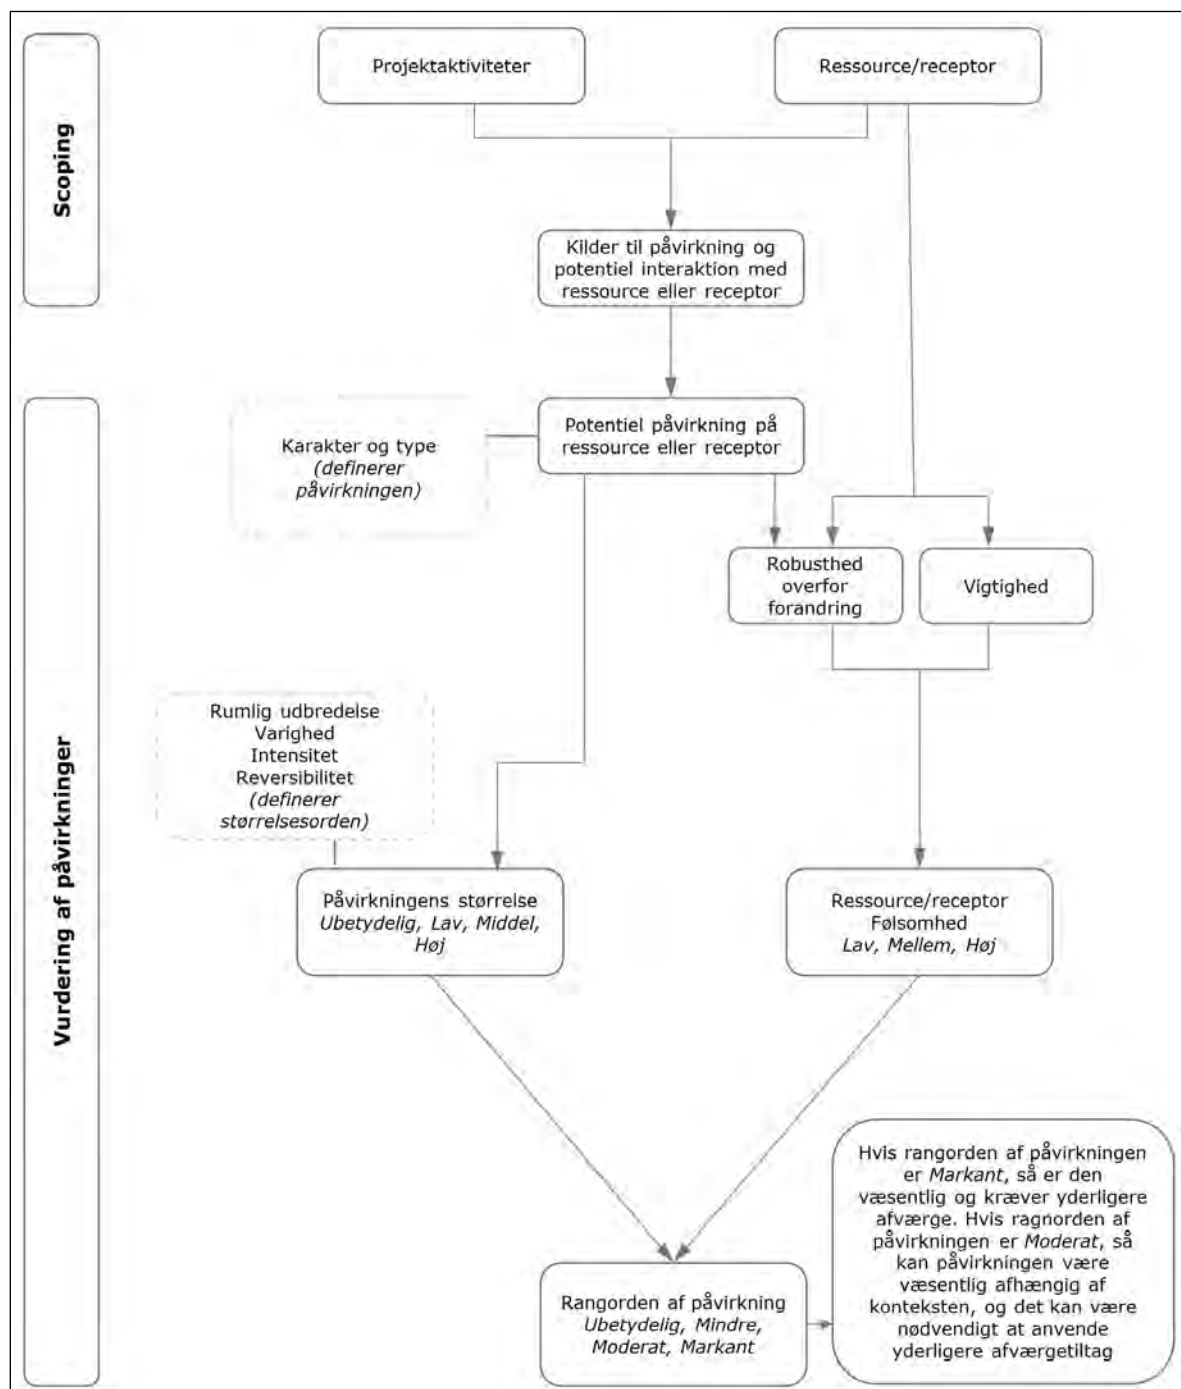 Scoping
Projektaktiviteter
Ressource/receptor
Kilder til påvirkning og
potentiel interaktion med
ressource eller receptor
Vurdering af påvirkninger
Karakter og type
(definerer
påvirkningen)
Potentiel påvirkning på
ressource eller receptor
Robusthed
overfor
forandring
Vigtighed
Rumlig udbredelse
Varighed
Intensitet
Reversibilitet
(definerer
størrelsesorden)
Påvirkningens størrelse
Ubetydelig, Lav, Middel,
Høj
Ressource/receptor
Følsomhed
Lav, Mellem, Høj
Rangorden af påvirkning
Ubetydelig, Mindre,
Moderat, Markant
Hvis rangorden af påvirkningen
er Markant, så er den
væsentlig og kræver yderligere
afværge. Hvis ragnorden af
påvirkningen er Moderat, så
kan påvirkningen være
væsentlig afhængig af
konteksten, og det kan være
nødvendigt at anvende
yderligere afværgetiltag